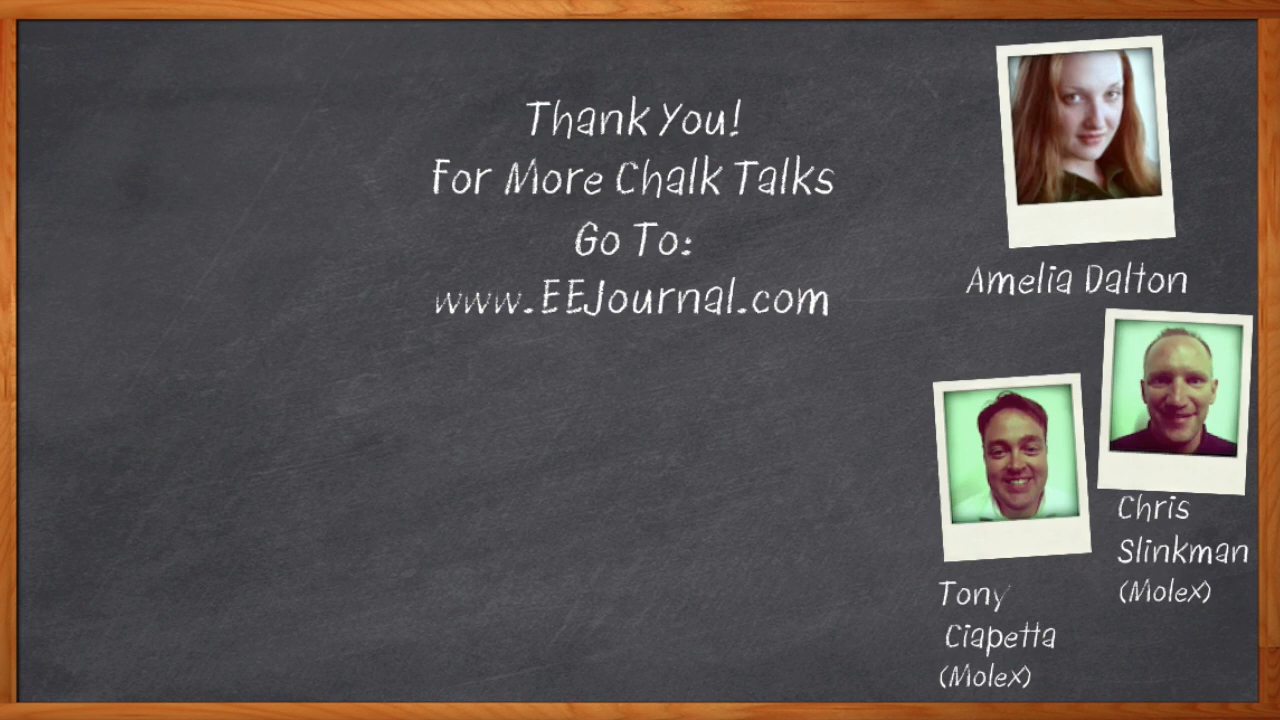 Thank You!
For More Chalk Talks
Go To:
www.EEJournal.com
Amelia Dalton
Chris
Slinkman
(Molex)
Tony
Ciapetta
(Molex)